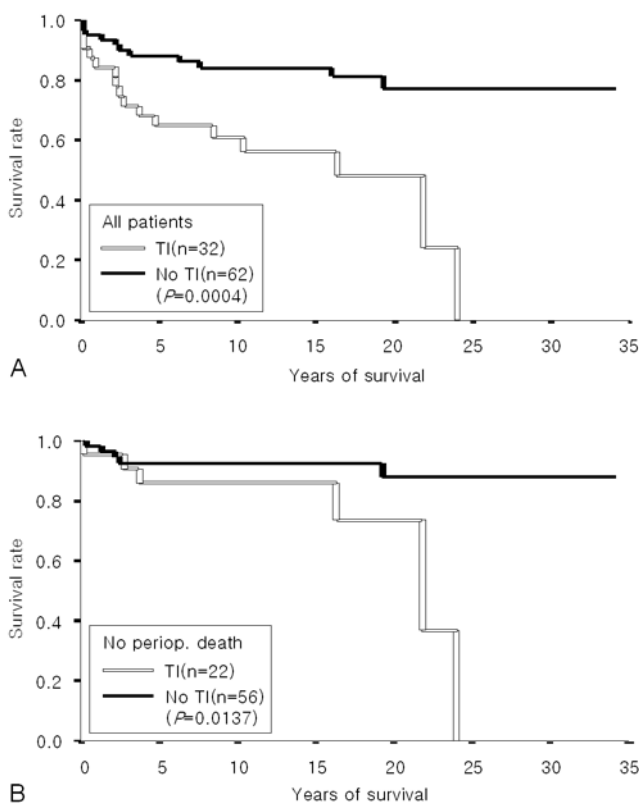 1.0
0.8
0.6
0.4
0.2
0.0
Survival rate
All patients
TI(n=32)
No TI(n=62)
(P=0.0004)
0 5 10 15 20 25 30 35
Years of survival
A
1.0
0.8
0.6
0.4
0.2
0.0
Survival rate
No periop. death
TI(n=22)
No TI(n=56)
(P=0.0137)
0 5 10 15 20 25 30 35
Years of survival
B